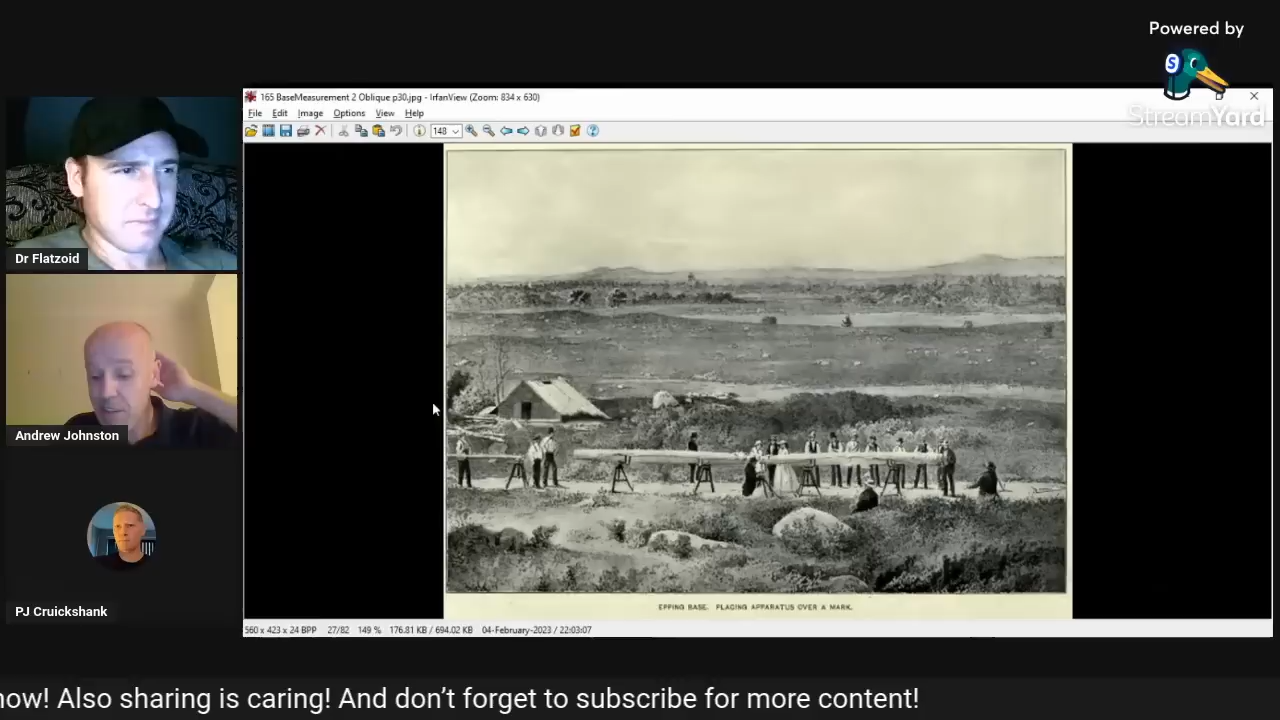 Powered by
StreamYard
165 BaseMeasurement 2 Oblique p30.jpg - IrfanView (Zoom: 834 x 630)
File Edit Image Options View Help
148
Dr Flatzoid
Andrew Johnston
PJ Cruickshank
EPPING BASE. PLACING APPARATUS OVER A MARK.
560 x 423 x 24 BPP 27/82 149 % 176.81 KB / 694.02 KB 04-February-2023 / 22:03:07
now! Also sharing is caring! And don’t forget to subscribe for more content!